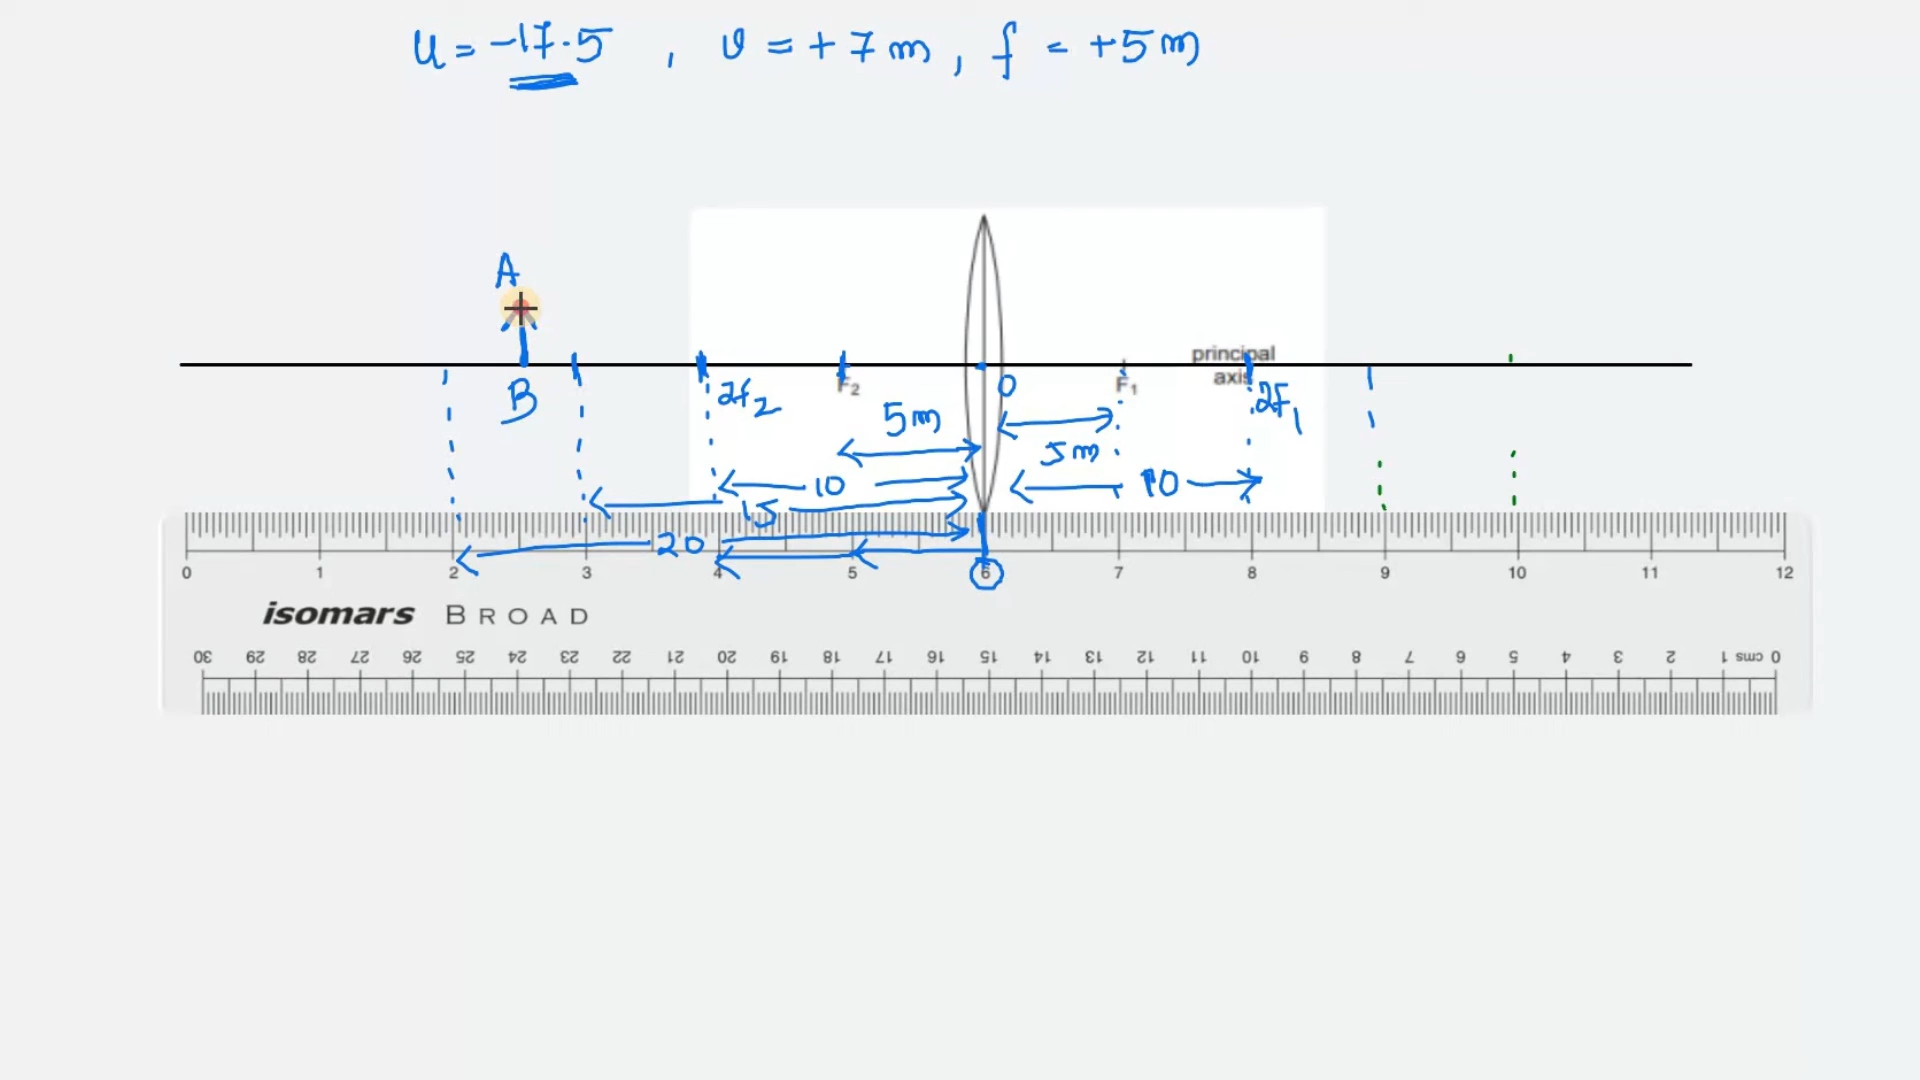 u = -17.5 , v = + 7 m , f = +5 m
A
principal
axis
B
2f₂
F₂
O
F₁
2F₁
5m
5m
10
10
15
20
0 1 2 3 4 5 6 7 8 9 10 11 12
isomars BROAD
30 29 28 27 26 25 24 23 22 21 20 19 18 17 16 15 14 13 12 11 10 9 8 7 6 5 4 3 2 1 cms 0